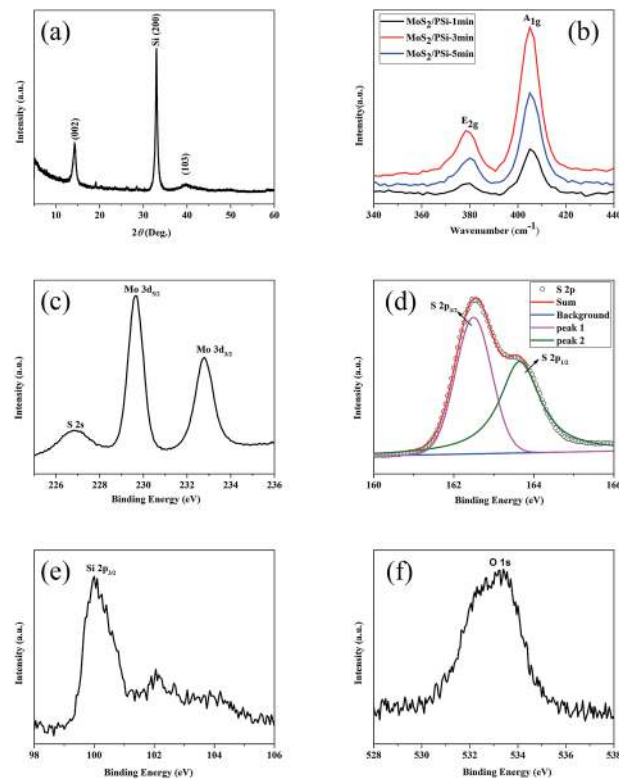 (a)
Si (200)
(002)
(103)
Intensity (a.u.)
10 20 30 40 50 60
2θ (Deg.)
(b)
MoS2/PSi-1min
MoS2/PSi-3min
MoS2/PSi-5min
A1g
E2g
Intensity(a.u.)
340 360 380 400 420 440
Wavenumber (cm-1)
(c)
Mo 3d5/2
Mo 3d3/2
S 2s
Intensity (a.u.)
226 228 230 232 234 236
Binding Energy (eV)
(d)
S 2p
Sum
Background
peak 1
peak 2
S 2p3/2
S 2p1/2
Intensity (a.u.)
160 162 164 166
Binding Energy (eV)
(e)
Si 2p3/2
Intensity (a.u.)
98 100 102 104 106
Binding Energy (eV)
(f)
O 1s
Intensity (a.u.)
528 530 532 534 536 538
Binding Energy (eV)